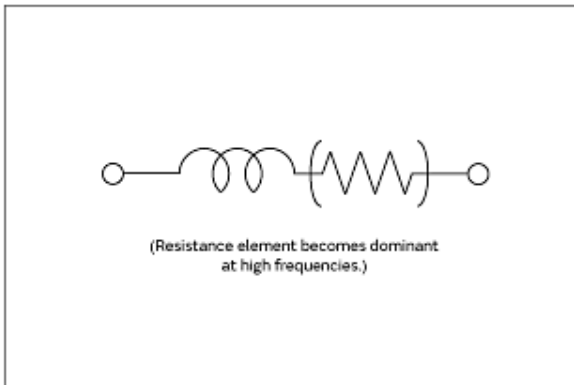 (Resistance element becomes dominant
at high frequencies.)